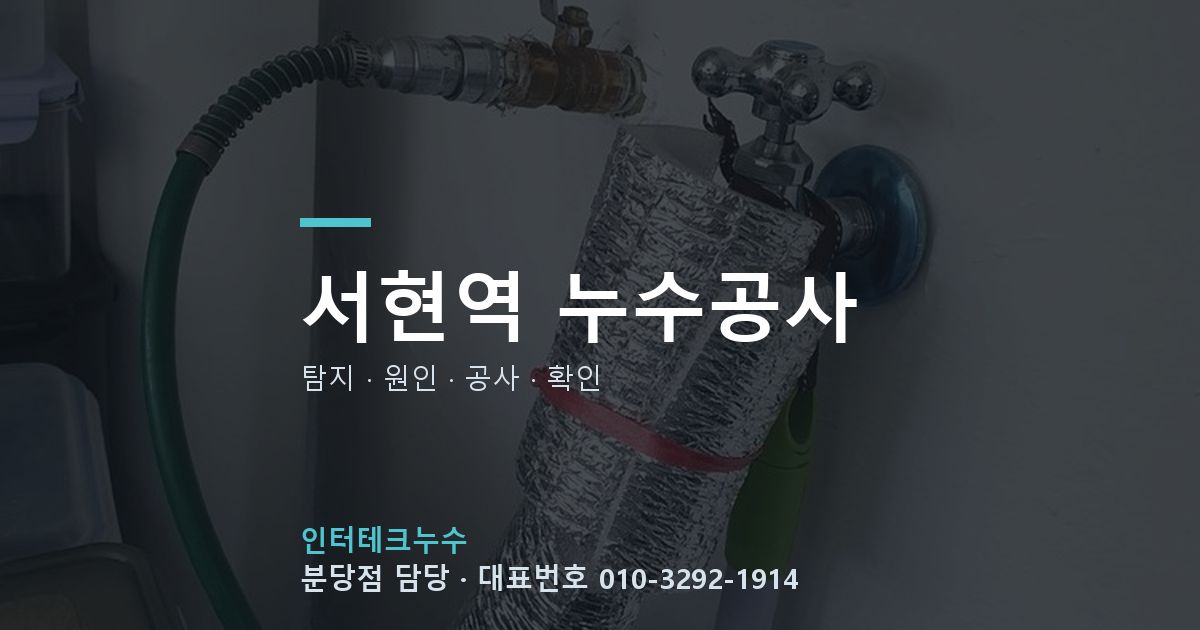 서현역 누수공사
탐지 · 원인 · 공사 · 확인
인터테크누수
분당점 담당 · 대표번호 010-3292-1914